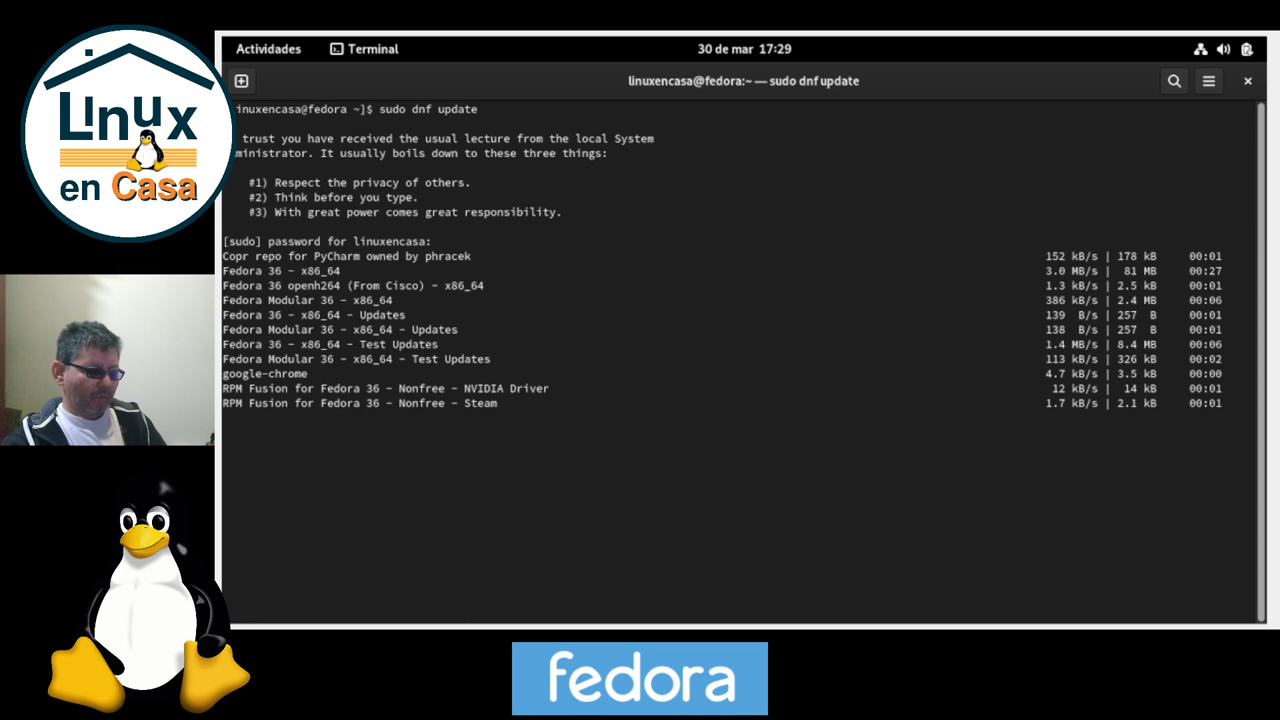 Linux
en Casa
Actividades
Terminal
30 de mar 17:29
linuxencasa@fedora:~ — sudo dnf update
inuxencasa@fedora ~]$ sudo dnf update
trust you have received the usual lecture from the local System
ministrator. It usually boils down to these three things:
#1) Respect the privacy of others.
#2) Think before you type.
#3) With great power comes great responsibility.
[sudo] password for linuxencasa:
Copr repo for PyCharm owned by phracek 152 kB/s | 178 kB 00:01
Fedora 36 - x86_64 3.0 MB/s | 81 MB 00:27
Fedora 36 openh264 (From Cisco) - x86_64 1.3 kB/s | 2.5 kB 00:01
Fedora Modular 36 - x86_64 386 kB/s | 2.4 MB 00:06
Fedora 36 - x86_64 - Updates 139 B/s | 257 B 00:01
Fedora Modular 36 - x86_64 - Updates 138 B/s | 257 B 00:01
Fedora 36 - x86_64 - Test Updates 1.4 MB/s | 8.4 MB 00:06
Fedora Modular 36 - x86_64 - Test Updates 113 kB/s | 326 kB 00:02
google-chrome 4.7 kB/s | 3.5 kB 00:00
RPM Fusion for Fedora 36 - Nonfree - NVIDIA Driver 12 kB/s | 14 kB 00:01
RPM Fusion for Fedora 36 - Nonfree - Steam 1.7 kB/s | 2.1 kB 00:01
fedora